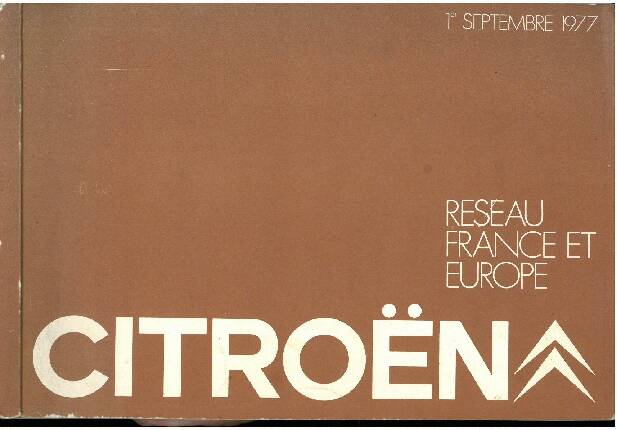 1er SEPTEMBRE 1977
RESEAU
FRANCE ET
EUROPE
CITROËN